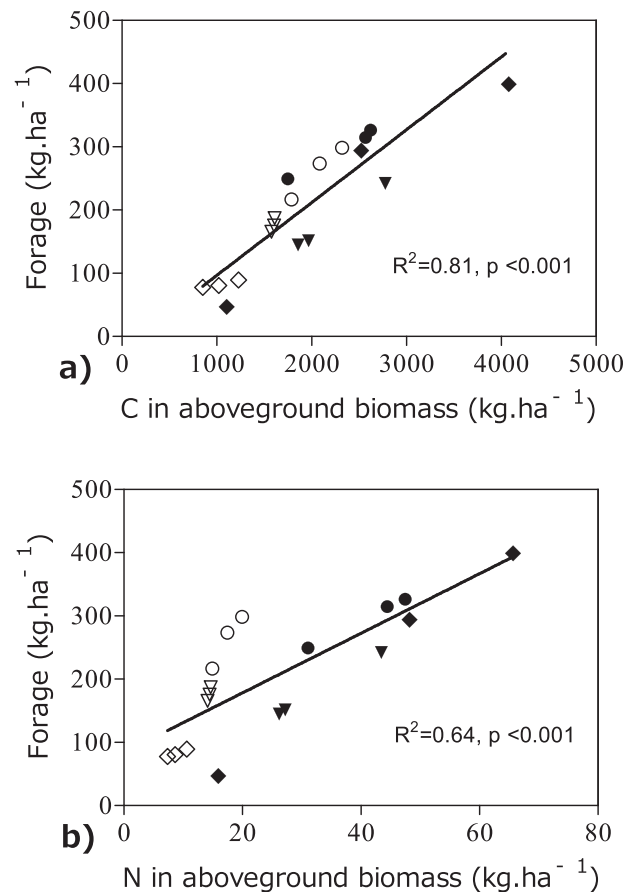 500
400
300
200
100
0
Forage (kg.ha- 1)
R2=0.81, p <0.001
0 1000 2000 3000 4000 5000
a)
C in aboveground biomass (kg.ha- 1)
500
400
300
200
100
0
Forage (kg.ha- 1)
R2=0.64, p <0.001
0 20 40 60 80
b)
N in aboveground biomass (kg.ha- 1)